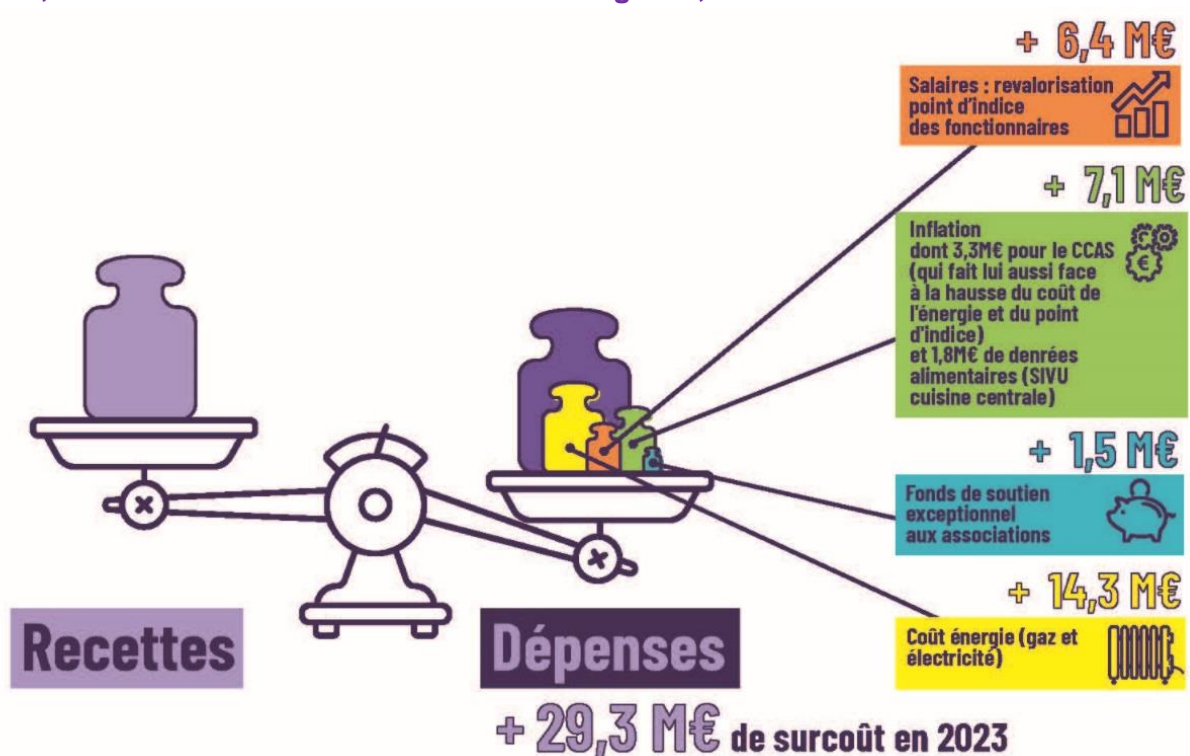 + 6,4 M€
Salaires : revalorisation
point d'indice
des fonctionnaires
+ 7,1 M€
Inflation
dont 3,3M€ pour le CCAS
(qui fait lui aussi face
à la hausse du coût de
l'énergie et du point
d'indice)
et 1,8M€ de denrées
alimentaires (SIVU
cuisine centrale)
+ 1,5 M€
Fonds de soutien
exceptionnel
aux associations
+ 14,3 M€
Coût énergie (gaz et
électricité)
Recettes
Dépenses
+ 29,3 M€ de surcoût en 2023